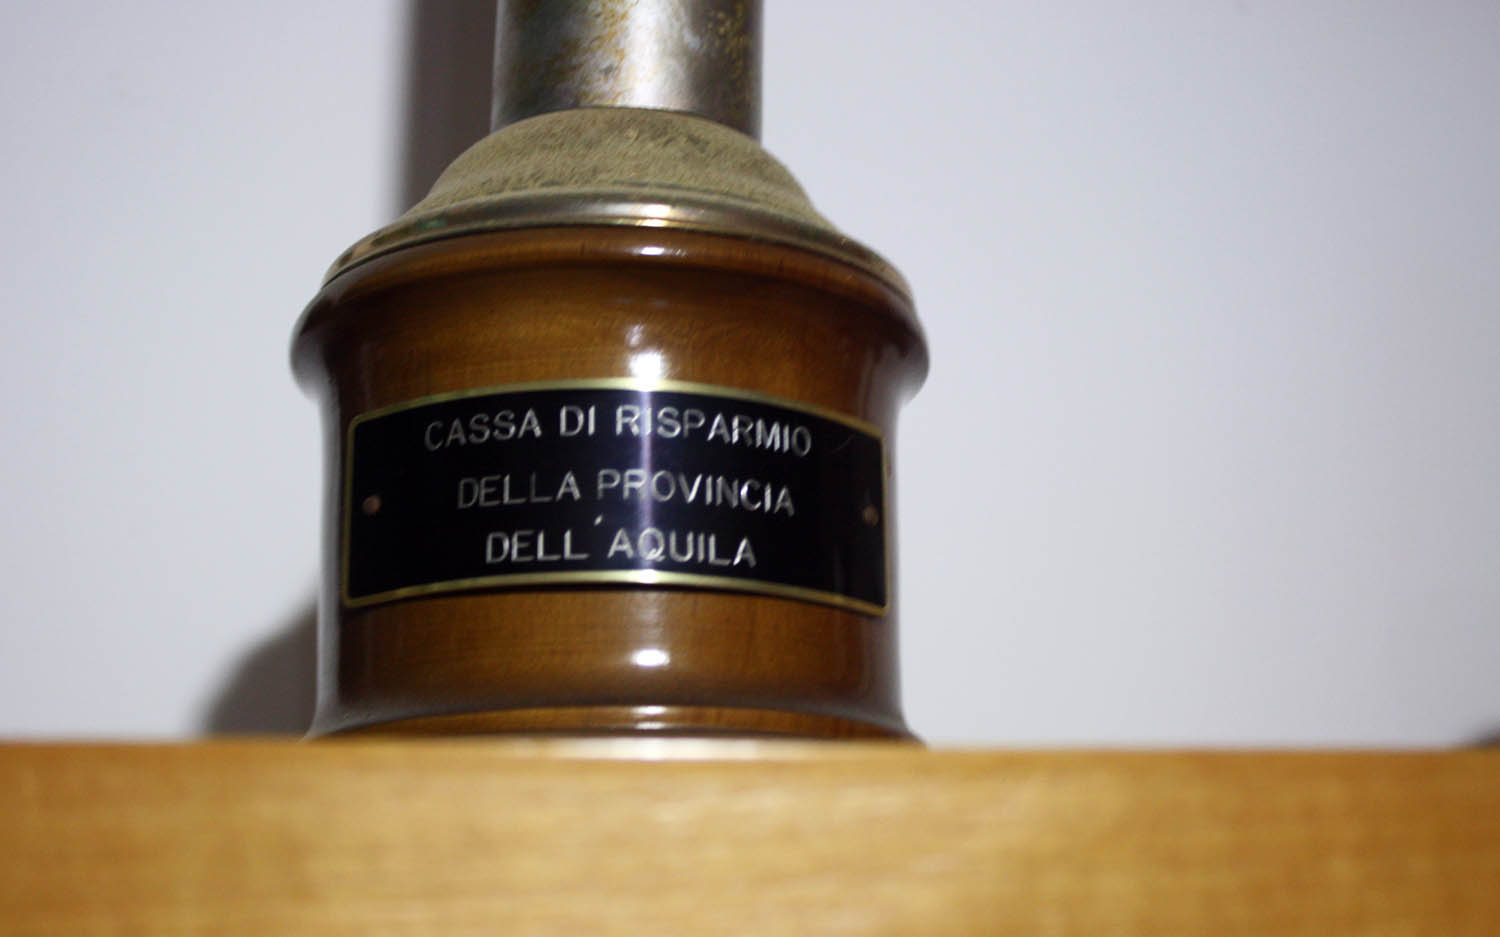 CASSA DI RISPARMIO
DELLA PROVINCIA
DELL'AQUILA